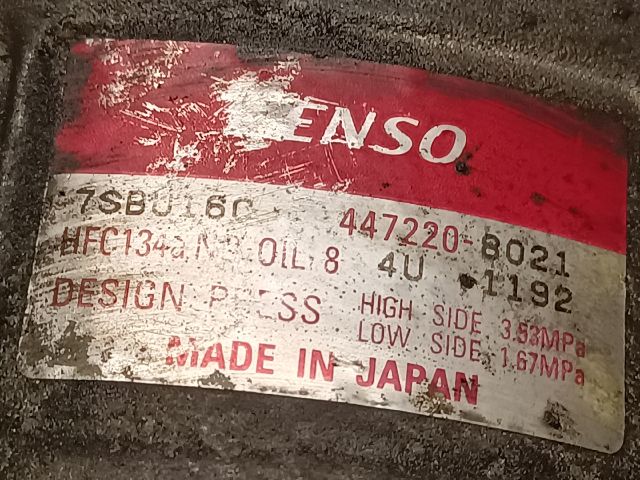 DENSO
7SBU16C 447220-8021
HFC134a OIL 8 4U 1192
DESIGN PRESS HIGH SIDE 3.53MPa
LOW SIDE 1.67MPa
MADE IN JAPAN